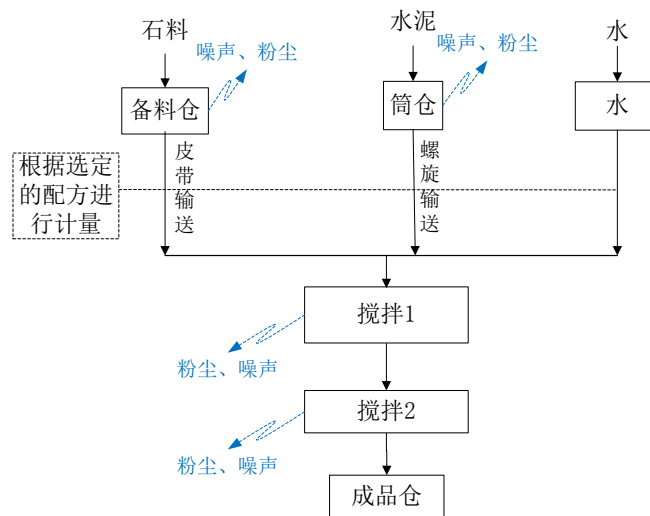 石料
水泥
水
噪声、粉尘
噪声、粉尘
备料仓
筒仓
水
根据选定
的配方进
行计量
皮带输送
螺旋输送
搅拌1
粉尘、噪声
搅拌2
粉尘、噪声
成品仓